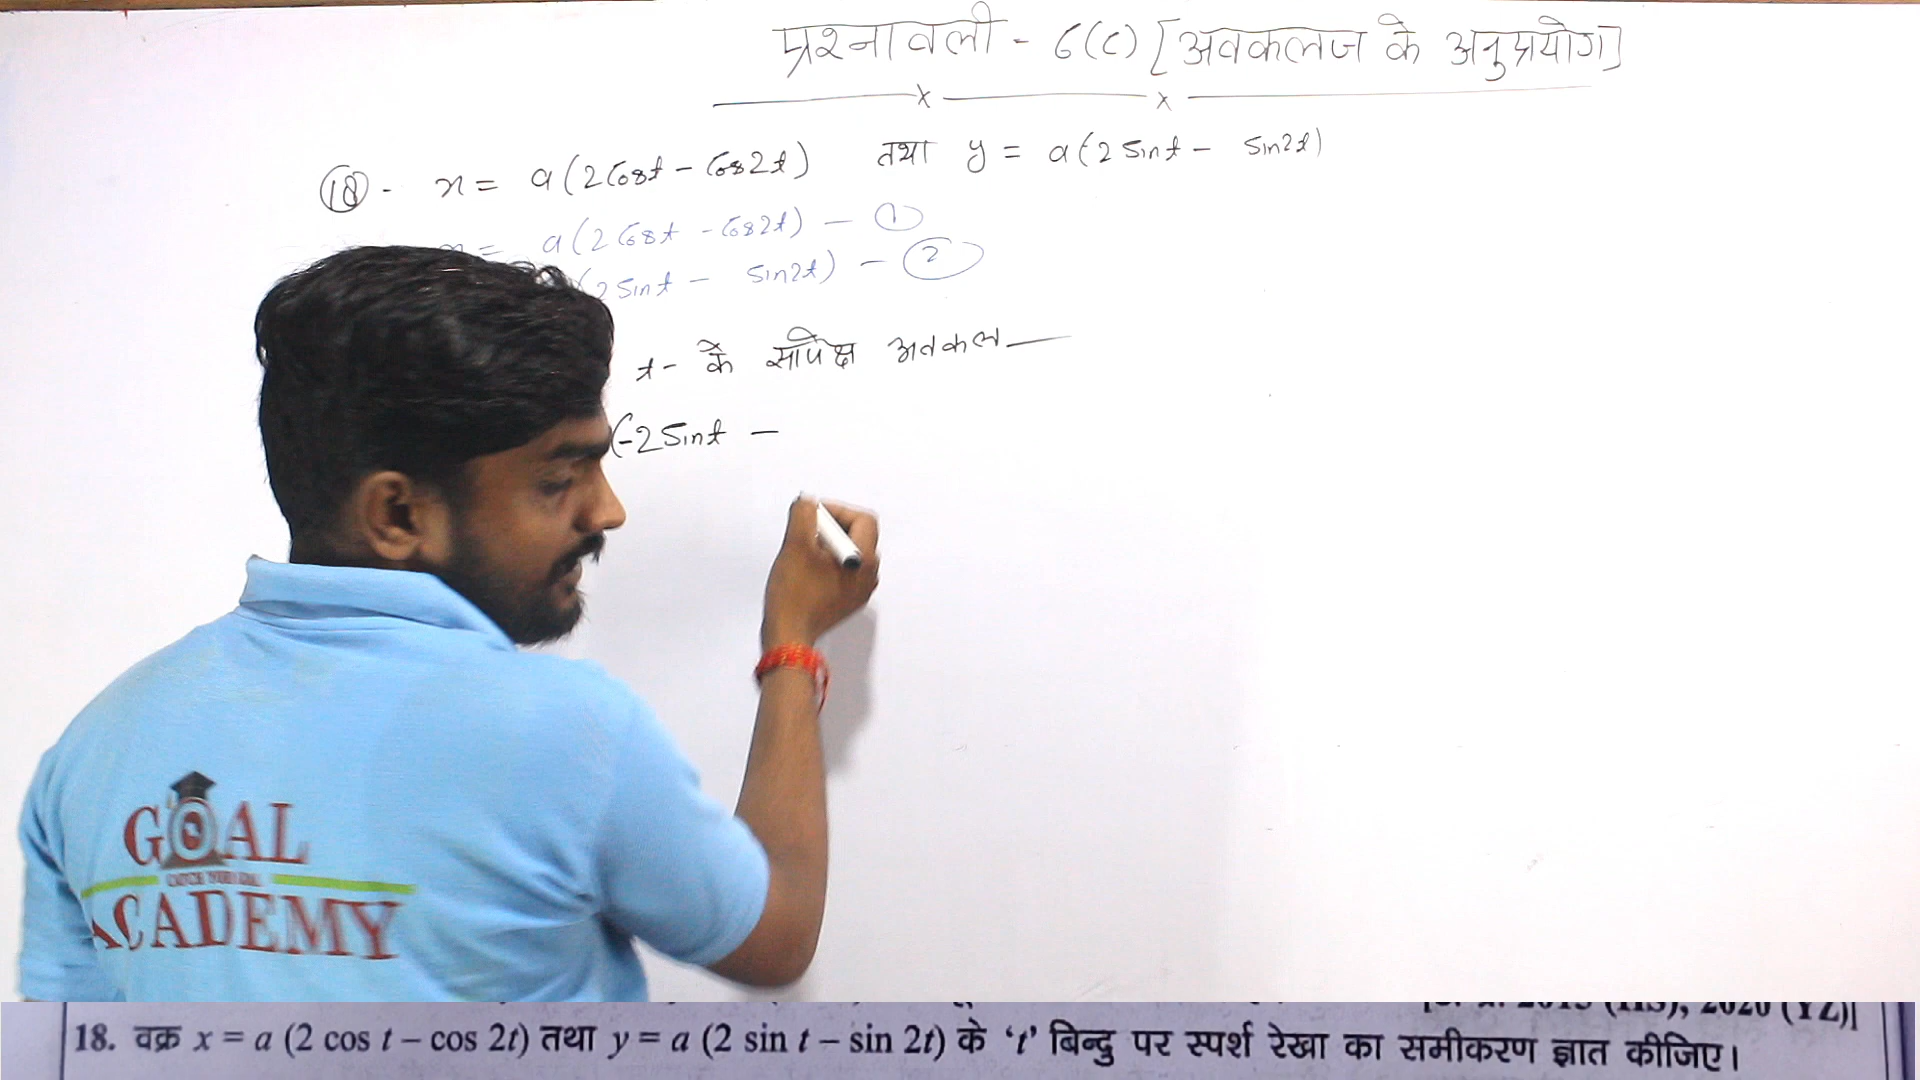 प्रश्नावली - 6(c) [अवकलज के अनुप्रयोग]
(18) - x = a(2Cost - Cos2t) तथा y = a(2Sint - Sin2t)
x = a(2Cost - Cos2t) - (1)
(2Sint - Sin2t) - (2)
t- के सापेक्ष अवकल
(-2Sint -
GOAL
ACADEMY
18. वक्र x = a (2 cos t – cos 2t) तथा y = a (2 sin t – sin 2t) के ‘t’ बिन्दु पर स्पर्श रेखा का समीकरण ज्ञात कीजिए।